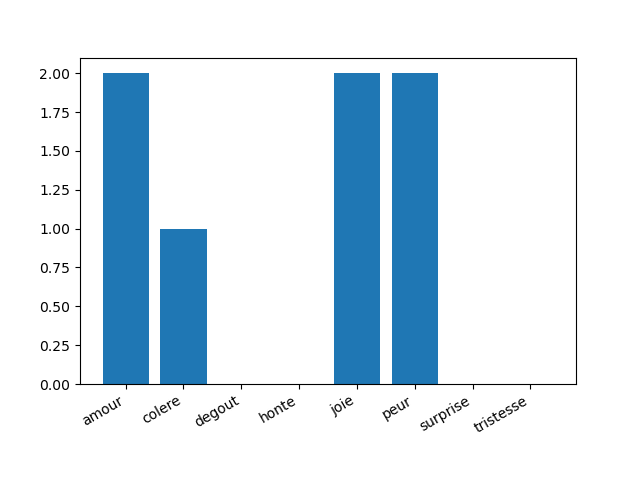 2.00
1.75
1.50
1.25
1.00
0.75
0.50
0.25
0.00
amour
colere
degout
honte
joie
peur
surprise
tristesse